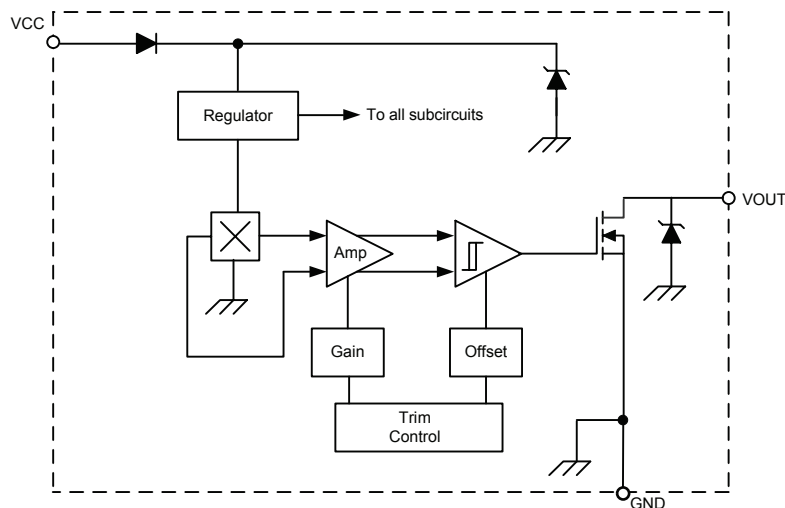 VCC
Regulator
To all subcircuits
VOUT
Amp
Gain
Offset
Trim
Control
GND